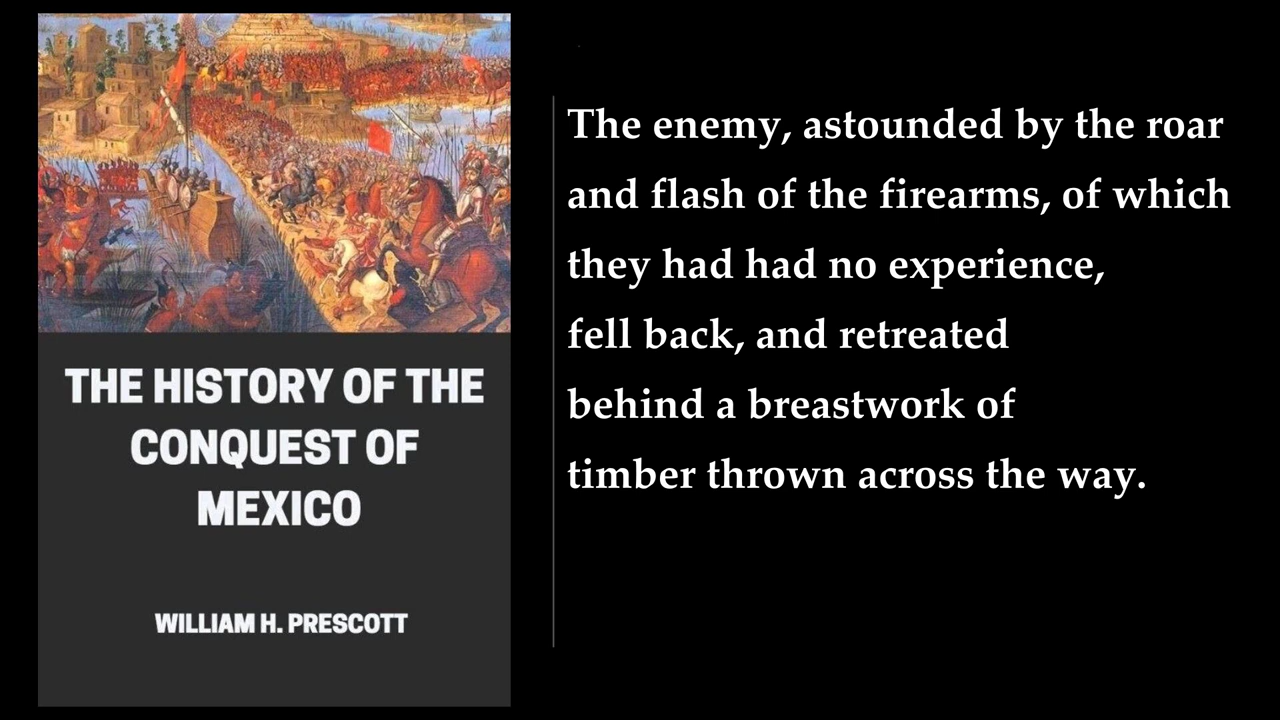 THE HISTORY OF THE
CONQUEST OF
MEXICO
WILLIAM H. PRESCOTT
The enemy, astounded by the roar
and flash of the firearms, of which
they had had no experience,
fell back, and retreated
behind a breastwork of
timber thrown across the way.